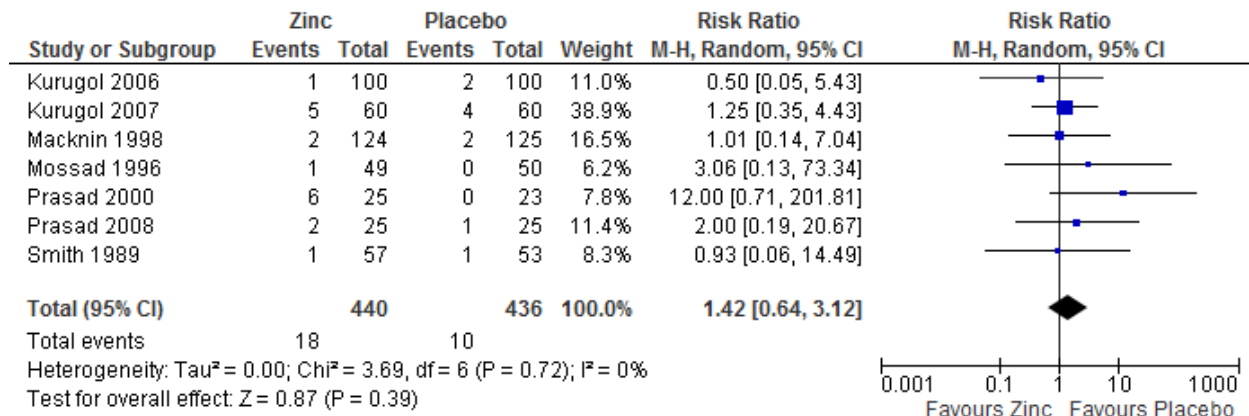 Zinc Placebo Risk Ratio Risk Ratio
Study or Subgroup Events Total Events Total Weight M-H, Random, 95% CI M-H, Random, 95% CI
Kurugol 2006 1 100 2 100 11.0% 0.50 [0.05, 5.43]
Kurugol 2007 5 60 4 60 38.9% 1.25 [0.35, 4.43]
Macknin 1998 2 124 2 125 16.5% 1.01 [0.14, 7.04]
Mossad 1996 1 49 0 50 6.2% 3.06 [0.13, 73.34]
Prasad 2000 6 25 0 23 7.8% 12.00 [0.71, 201.81]
Prasad 2008 2 25 1 25 11.4% 2.00 [0.19, 20.67]
Smith 1989 1 57 1 53 8.3% 0.93 [0.06, 14.49]
Total (95% CI) 440 436 100.0% 1.42 [0.64, 3.12]
Total events 18 10
Heterogeneity: Tau² = 0.00; Chi² = 3.69, df = 6 (P = 0.72); I² = 0%
Test for overall effect: Z = 0.87 (P = 0.39)
0.001 0.1 1 10 1000
Favours Zinc Favours Placebo